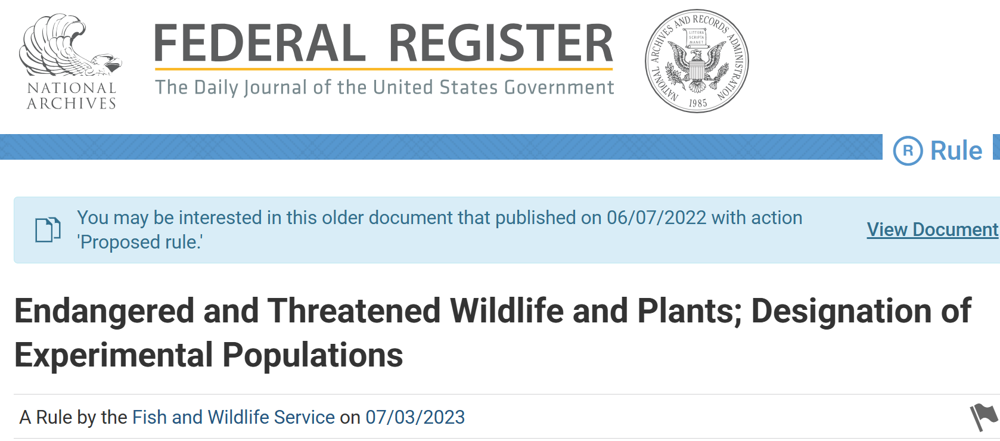 NATIONAL
ARCHIVES
FEDERAL REGISTER
The Daily Journal of the United States Government
NATIONAL ARCHIVES AND RECORDS ADMINISTRATION
LITTERA
SCRIPTA
MANET
1985
R Rule
You may be interested in this older document that published on 06/07/2022 with action
'Proposed rule.'
View Document
Endangered and Threatened Wildlife and Plants; Designation of
Experimental Populations
A Rule by the Fish and Wildlife Service on 07/03/2023